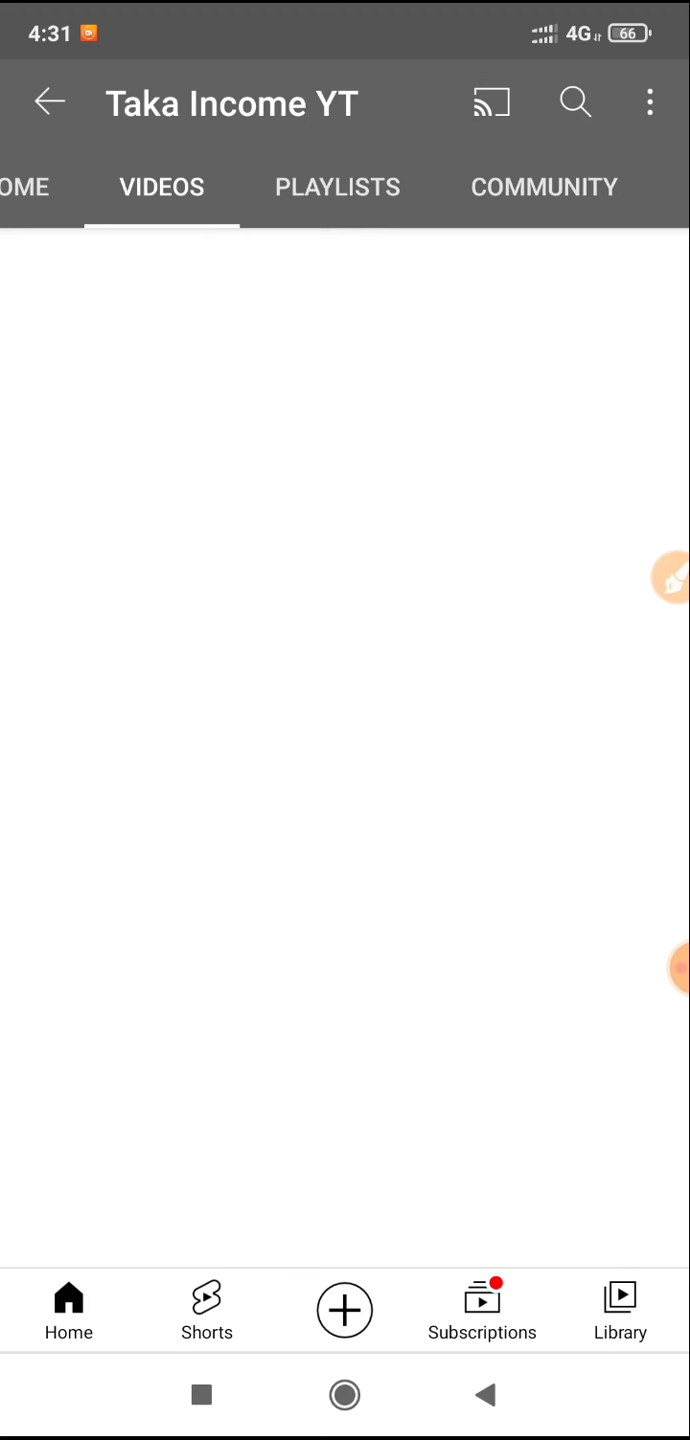 4:31 4G 66
Taka Income YT
OME VIDEOS PLAYLISTS COMMUNITY
Home Shorts Subscriptions Library